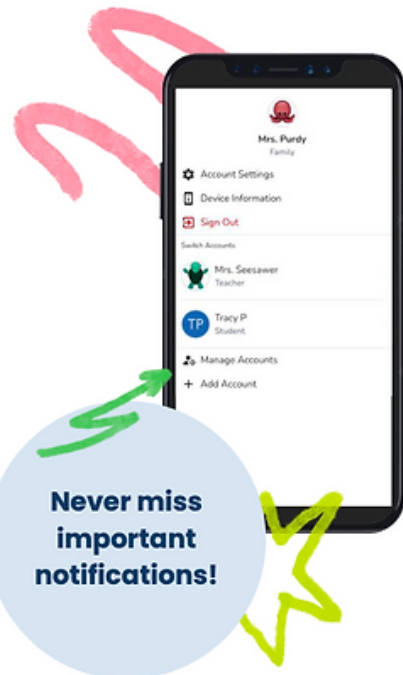 Mrs. Purdy
Family
Account Settings
Device Information
Sign Out
Switch Accounts
Mrs. Seesawer
Teacher
TP
Tracy P
Student
Manage Accounts
+ Add Account
Never miss
important
notifications!